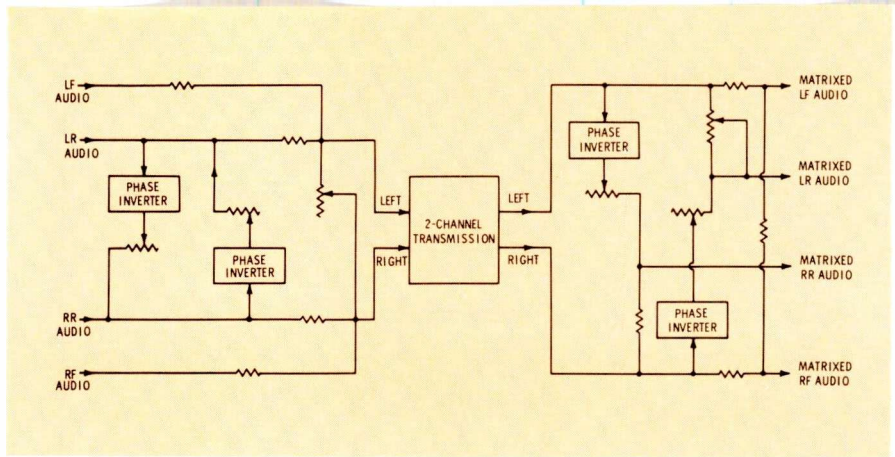 LF
AUDIO
LR
AUDIO
PHASE
INVERTER
PHASE
INVERTER
RR
AUDIO
RF
AUDIO
LEFT
RIGHT
2-CHANNEL
TRANSMISSION
LEFT
RIGHT
PHASE
INVERTER
PHASE
INVERTER
MATRIXED
LF AUDIO
MATRIXED
LR AUDIO
MATRIXED
RR AUDIO
MATRIXED
RF AUDIO